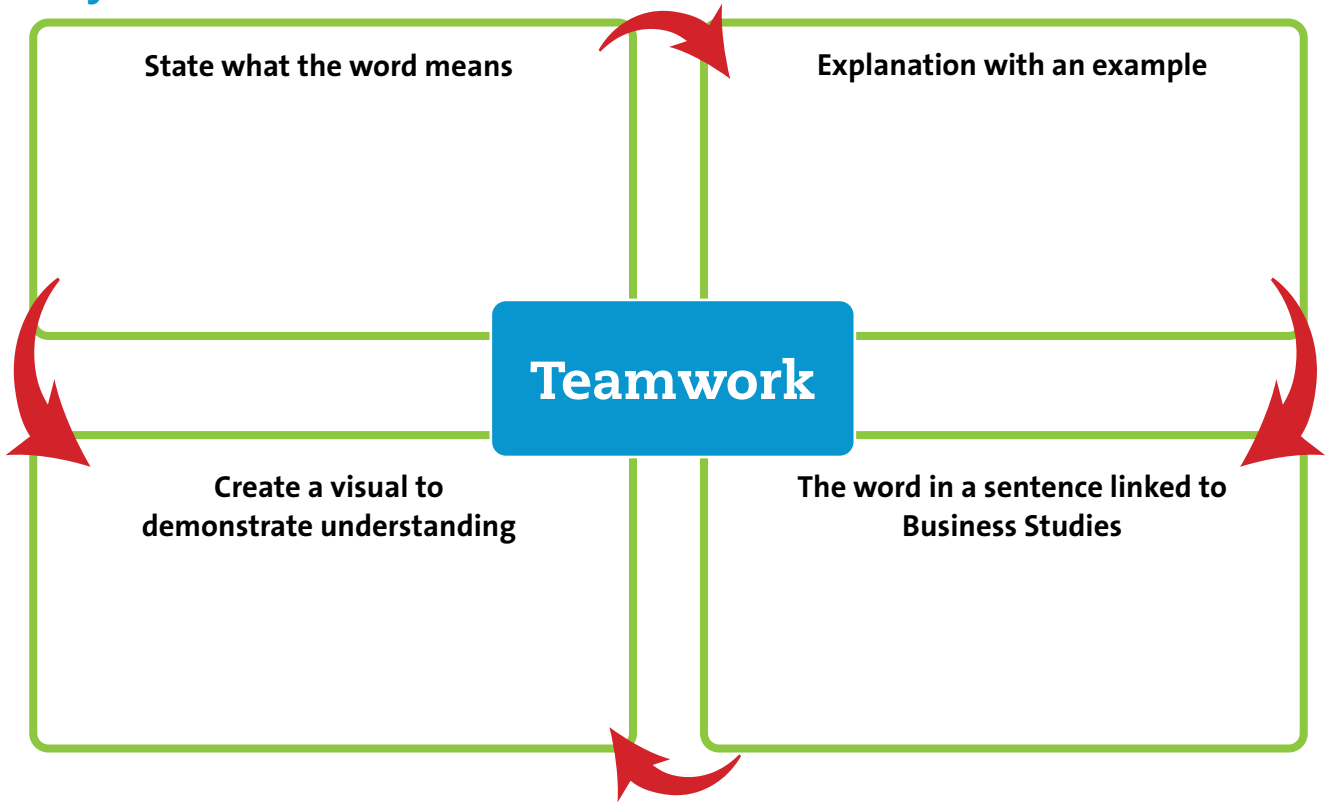 State what the word means
Explanation with an example
Teamwork
Create a visual to
demonstrate understanding
The word in a sentence linked to
Business Studies